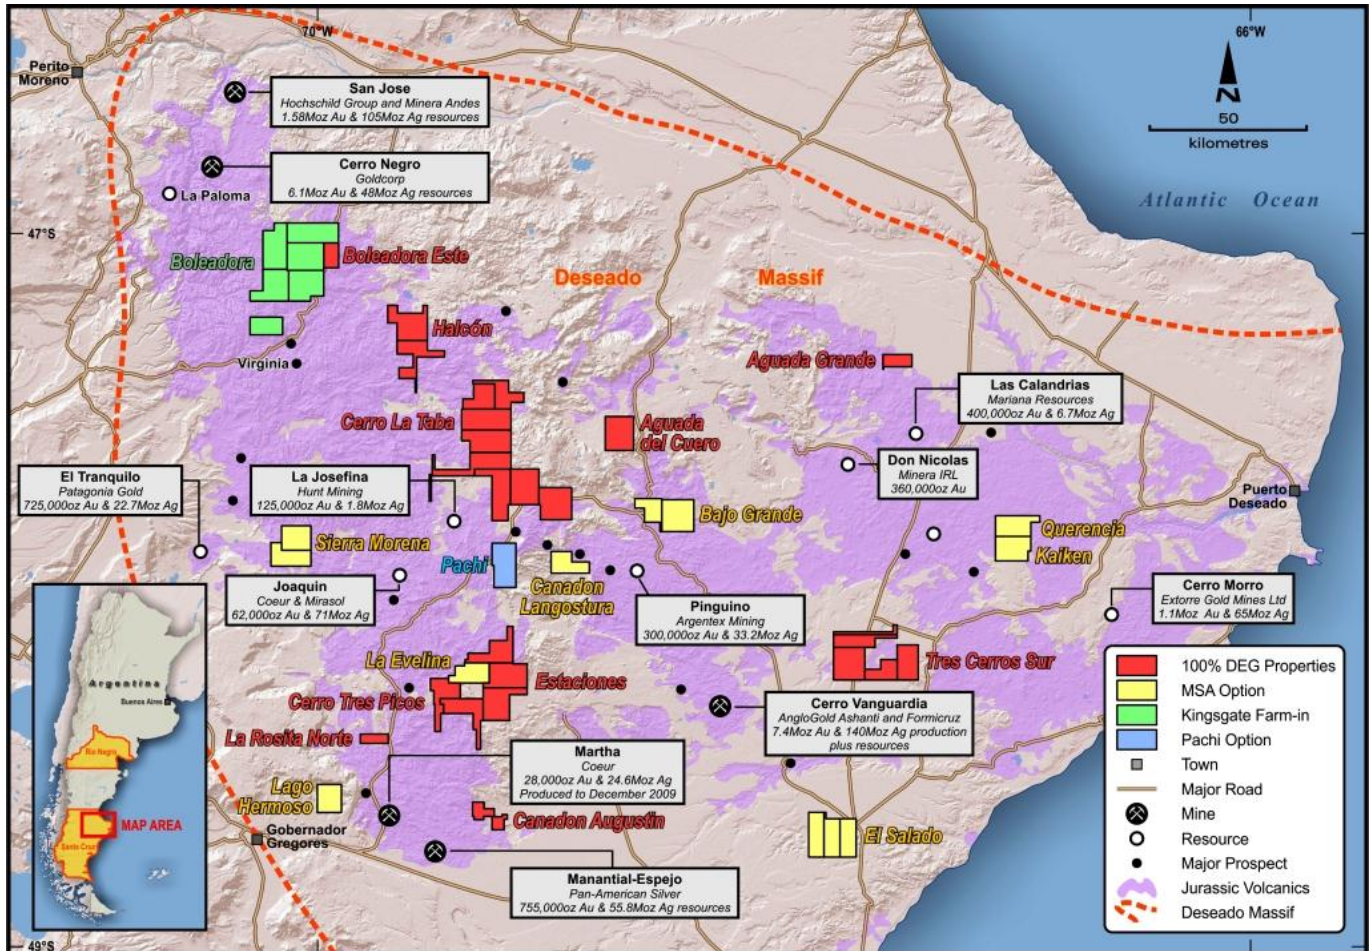 70°W
66°W
Perito
Moreno
San Jose
Hochschild Group and Minera Andes
1.58Moz Au & 105Moz Ag resources
N
50
kilometres
Cerro Negro
Goldcorp
6.1Moz Au & 48Moz Ag resources
La Paloma
Atlantic Ocean
47°S
Boleadora
Boleadora Este
Deseado Massif
Halcón
Virginia
Aguada Grande
Las Calandrias
Mariana Resources
400,000oz Au & 6.7Moz Ag
Cerro La Taba
Aguada
del Cuero
El Tranquilo
Patagonia Gold
725,000oz Au & 22.7Moz Ag
La Josefina
Hunt Mining
125,000oz Au & 1.8Moz Ag
Don Nicolas
Minera IRL
360,000oz Au
Puerto
Deseado
Bajo Grande
Querencia
Kaiken
Sierra Morena
Pachi
Canadon
Langostura
Joaquin
Coeur & Mirasol
62,000oz Au & 71Moz Ag
Pinguino
Argentex Mining
300,000oz Au & 33.2Moz Ag
Cerro Morro
Extorre Gold Mines Ltd
1.1Moz Au & 65Moz Ag
La Evelina
Estaciones
Tres Cerros Sur
Cerro Tres Picos
Cerro Vanguardia
AngloGold Ashanti and Formicruz
7.4Moz Au & 140Moz Ag production
plus resources
La Rosita Norte
Martha
Coeur
28,000oz Au & 24.6Moz Ag
Produced to December 2009
Lago
Hermoso
Canadon Augustin
El Salado
Gobernador
Gregores
Manantial-Espejo
Pan-American Silver
755,000oz Au & 55.8Moz Ag resources
49°S
Argentina
Buenos Aires
Rio Negro
MAP AREA
Santa Cruz
100% DEG Properties
MSA Option
Kingsgate Farm-in
Pachi Option
Town
Major Road
Mine
Resource
Major Prospect
Jurassic Volcanics
Deseado Massif